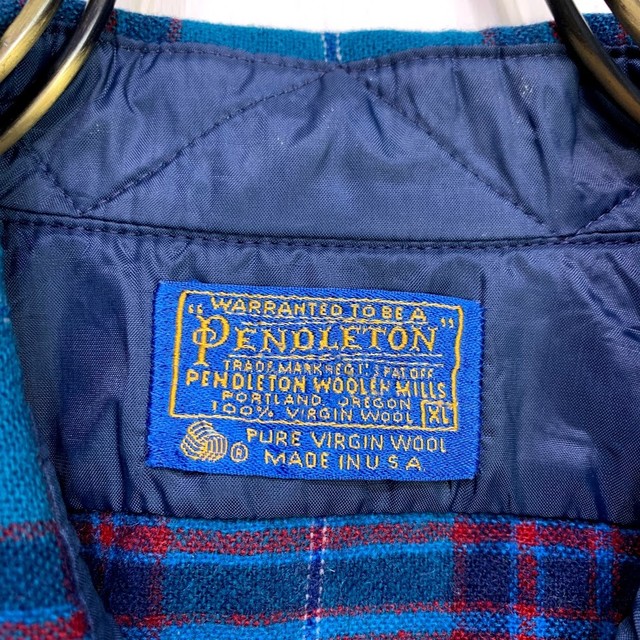 WARRANTED TO BE A
"PENDLETON"
TRADE MARK REG. U.S. PAT. OFF.
PENDLETON WOOLEN MILLS
PORTLAND, OREGON
100% VIRGIN WOOL XL
® PURE VIRGIN WOOL
MADE IN U S A